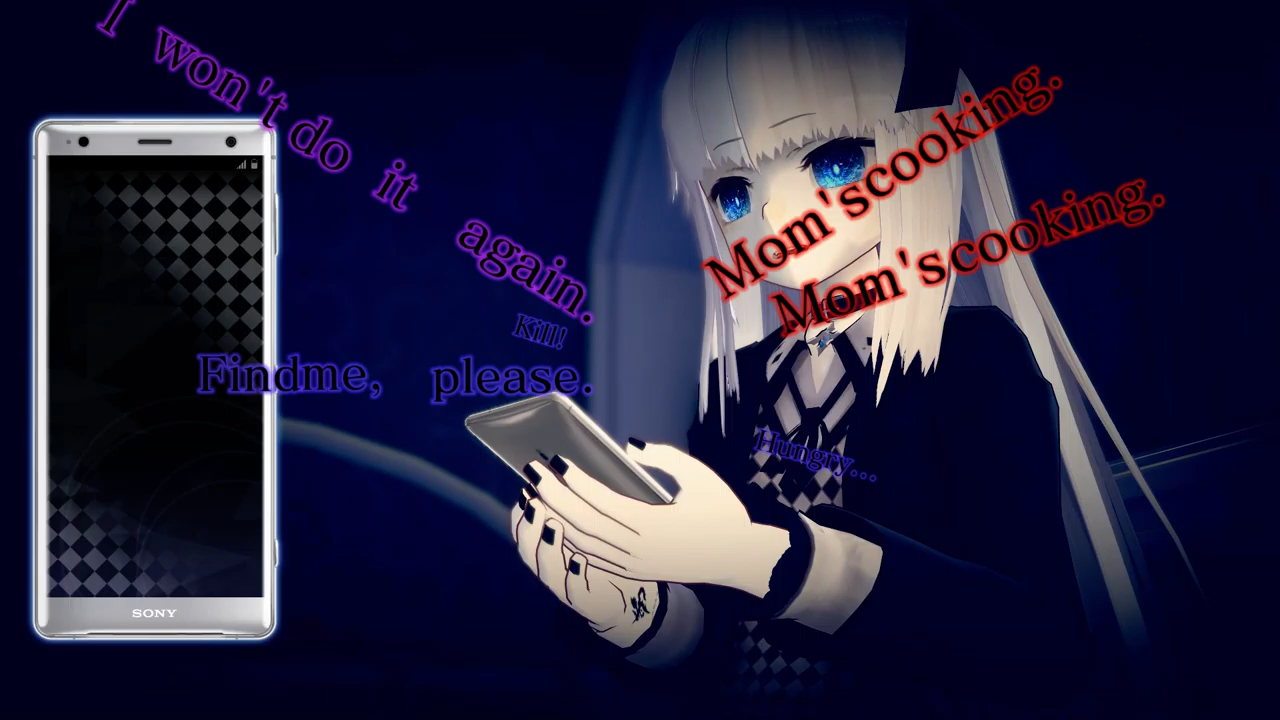 I won't do it again.
Mom'scooking.
Mom'scooking.
Kill!
Findme, please.
Hungry...
SONY